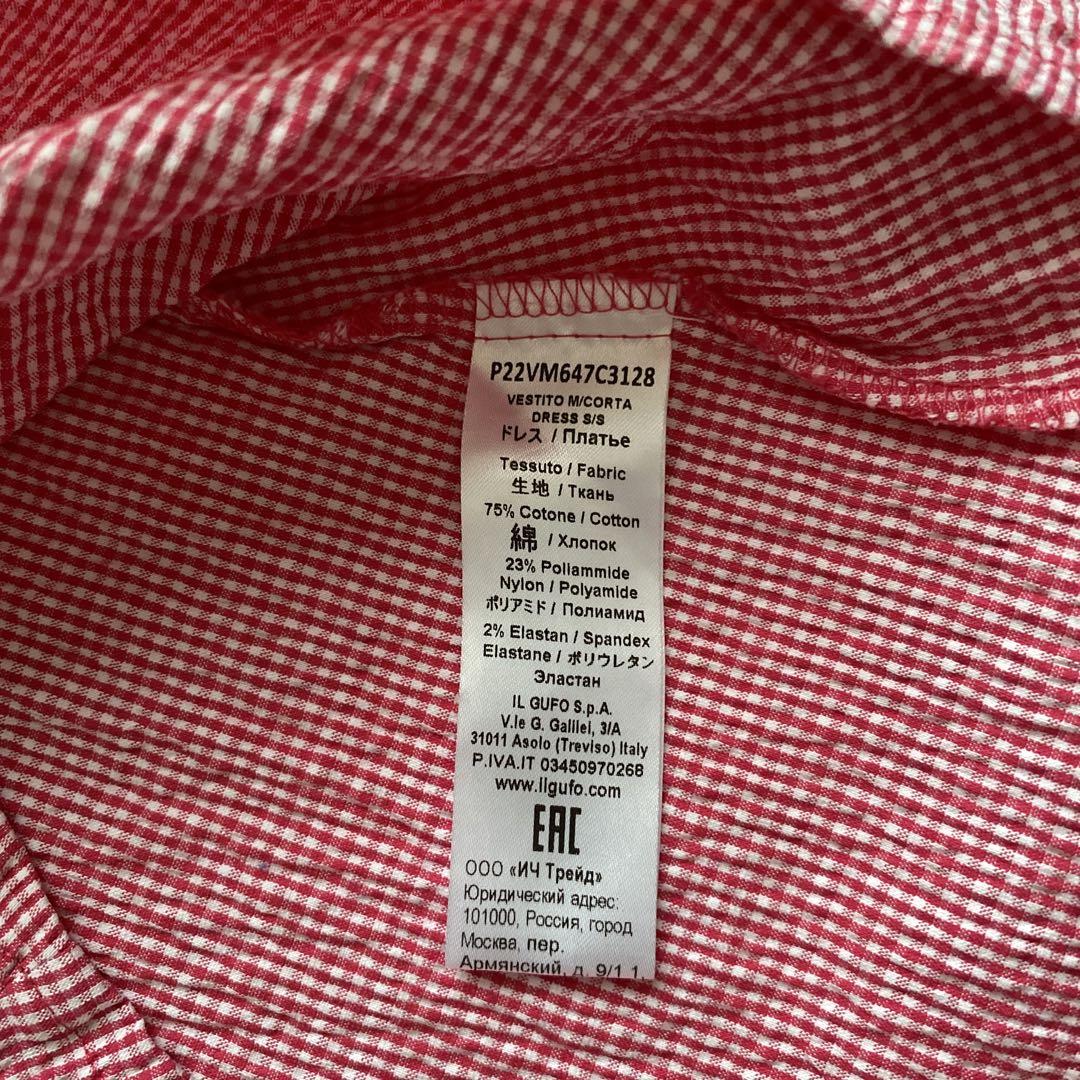 P22VM647C3128
VESTITO M/CORTA
DRESS S/S
ドレス / Платье
Tessuto / Fabric
生地 / Ткань
75% Cotone / Cotton
綿 / Хлопок
23% Poliammide
Nylon / Polyamide
ポリアミド / Полиамид
2% Elastan / Spandex
Elastane / ポリウレタン
Эластан
IL GUFO S.p.A.
V.le G. Galilei, 3/A
31011 Asolo (Treviso) Italy
P.IVA.IT 03450970268
www.ilgufo.com
EAC
ООО «ИЧ Трейд»
Юридический адрес:
101000, Россия, город
Москва, пер.
Армянский, д. 9/1 1,